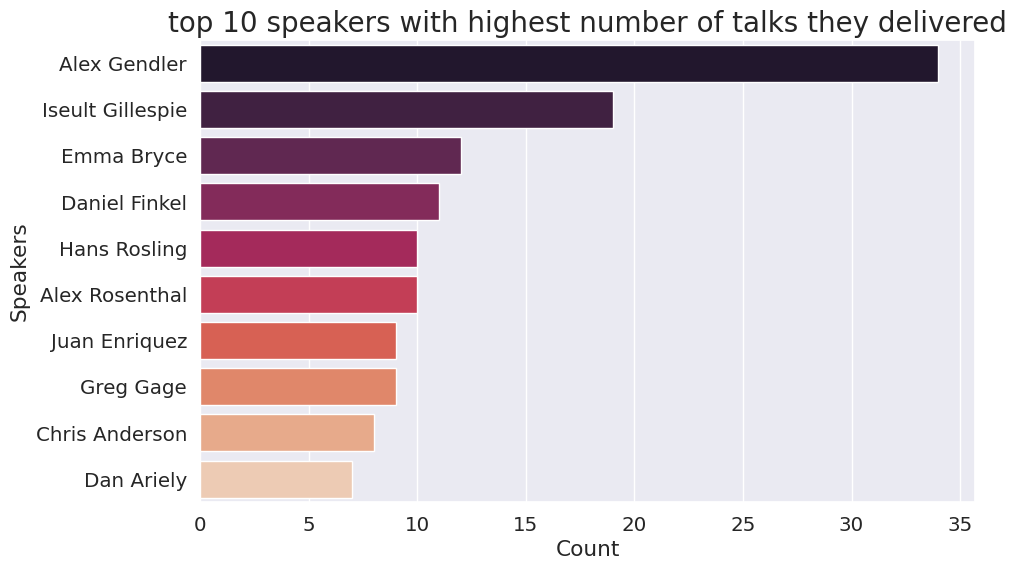 top 10 speakers with highest number of talks they delivered
Speakers
Alex Gendler
Iseult Gillespie
Emma Bryce
Daniel Finkel
Hans Rosling
Alex Rosenthal
Juan Enriquez
Greg Gage
Chris Anderson
Dan Ariely
0 5 10 15 20 25 30 35
Count